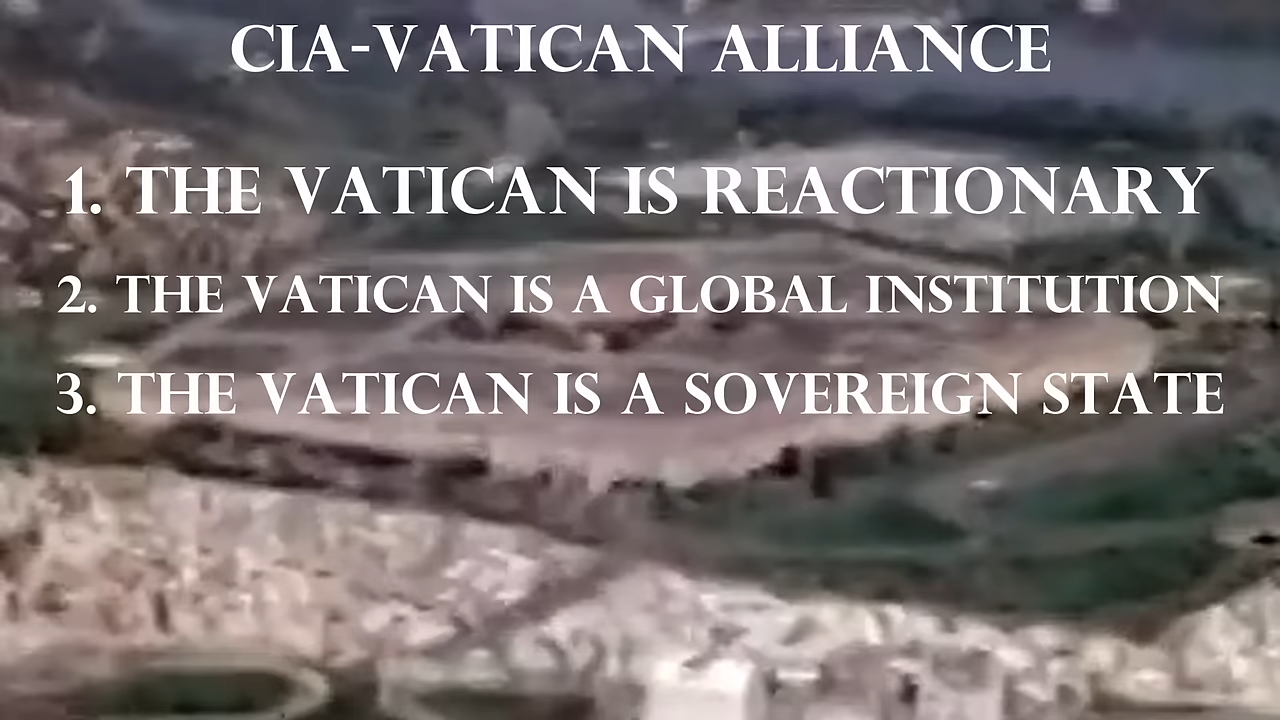 CIA-VATICAN ALLIANCE
1. THE VATICAN IS REACTIONARY
2. THE VATICAN IS A GLOBAL INSTITUTION
3. THE VATICAN IS A SOVEREIGN STATE